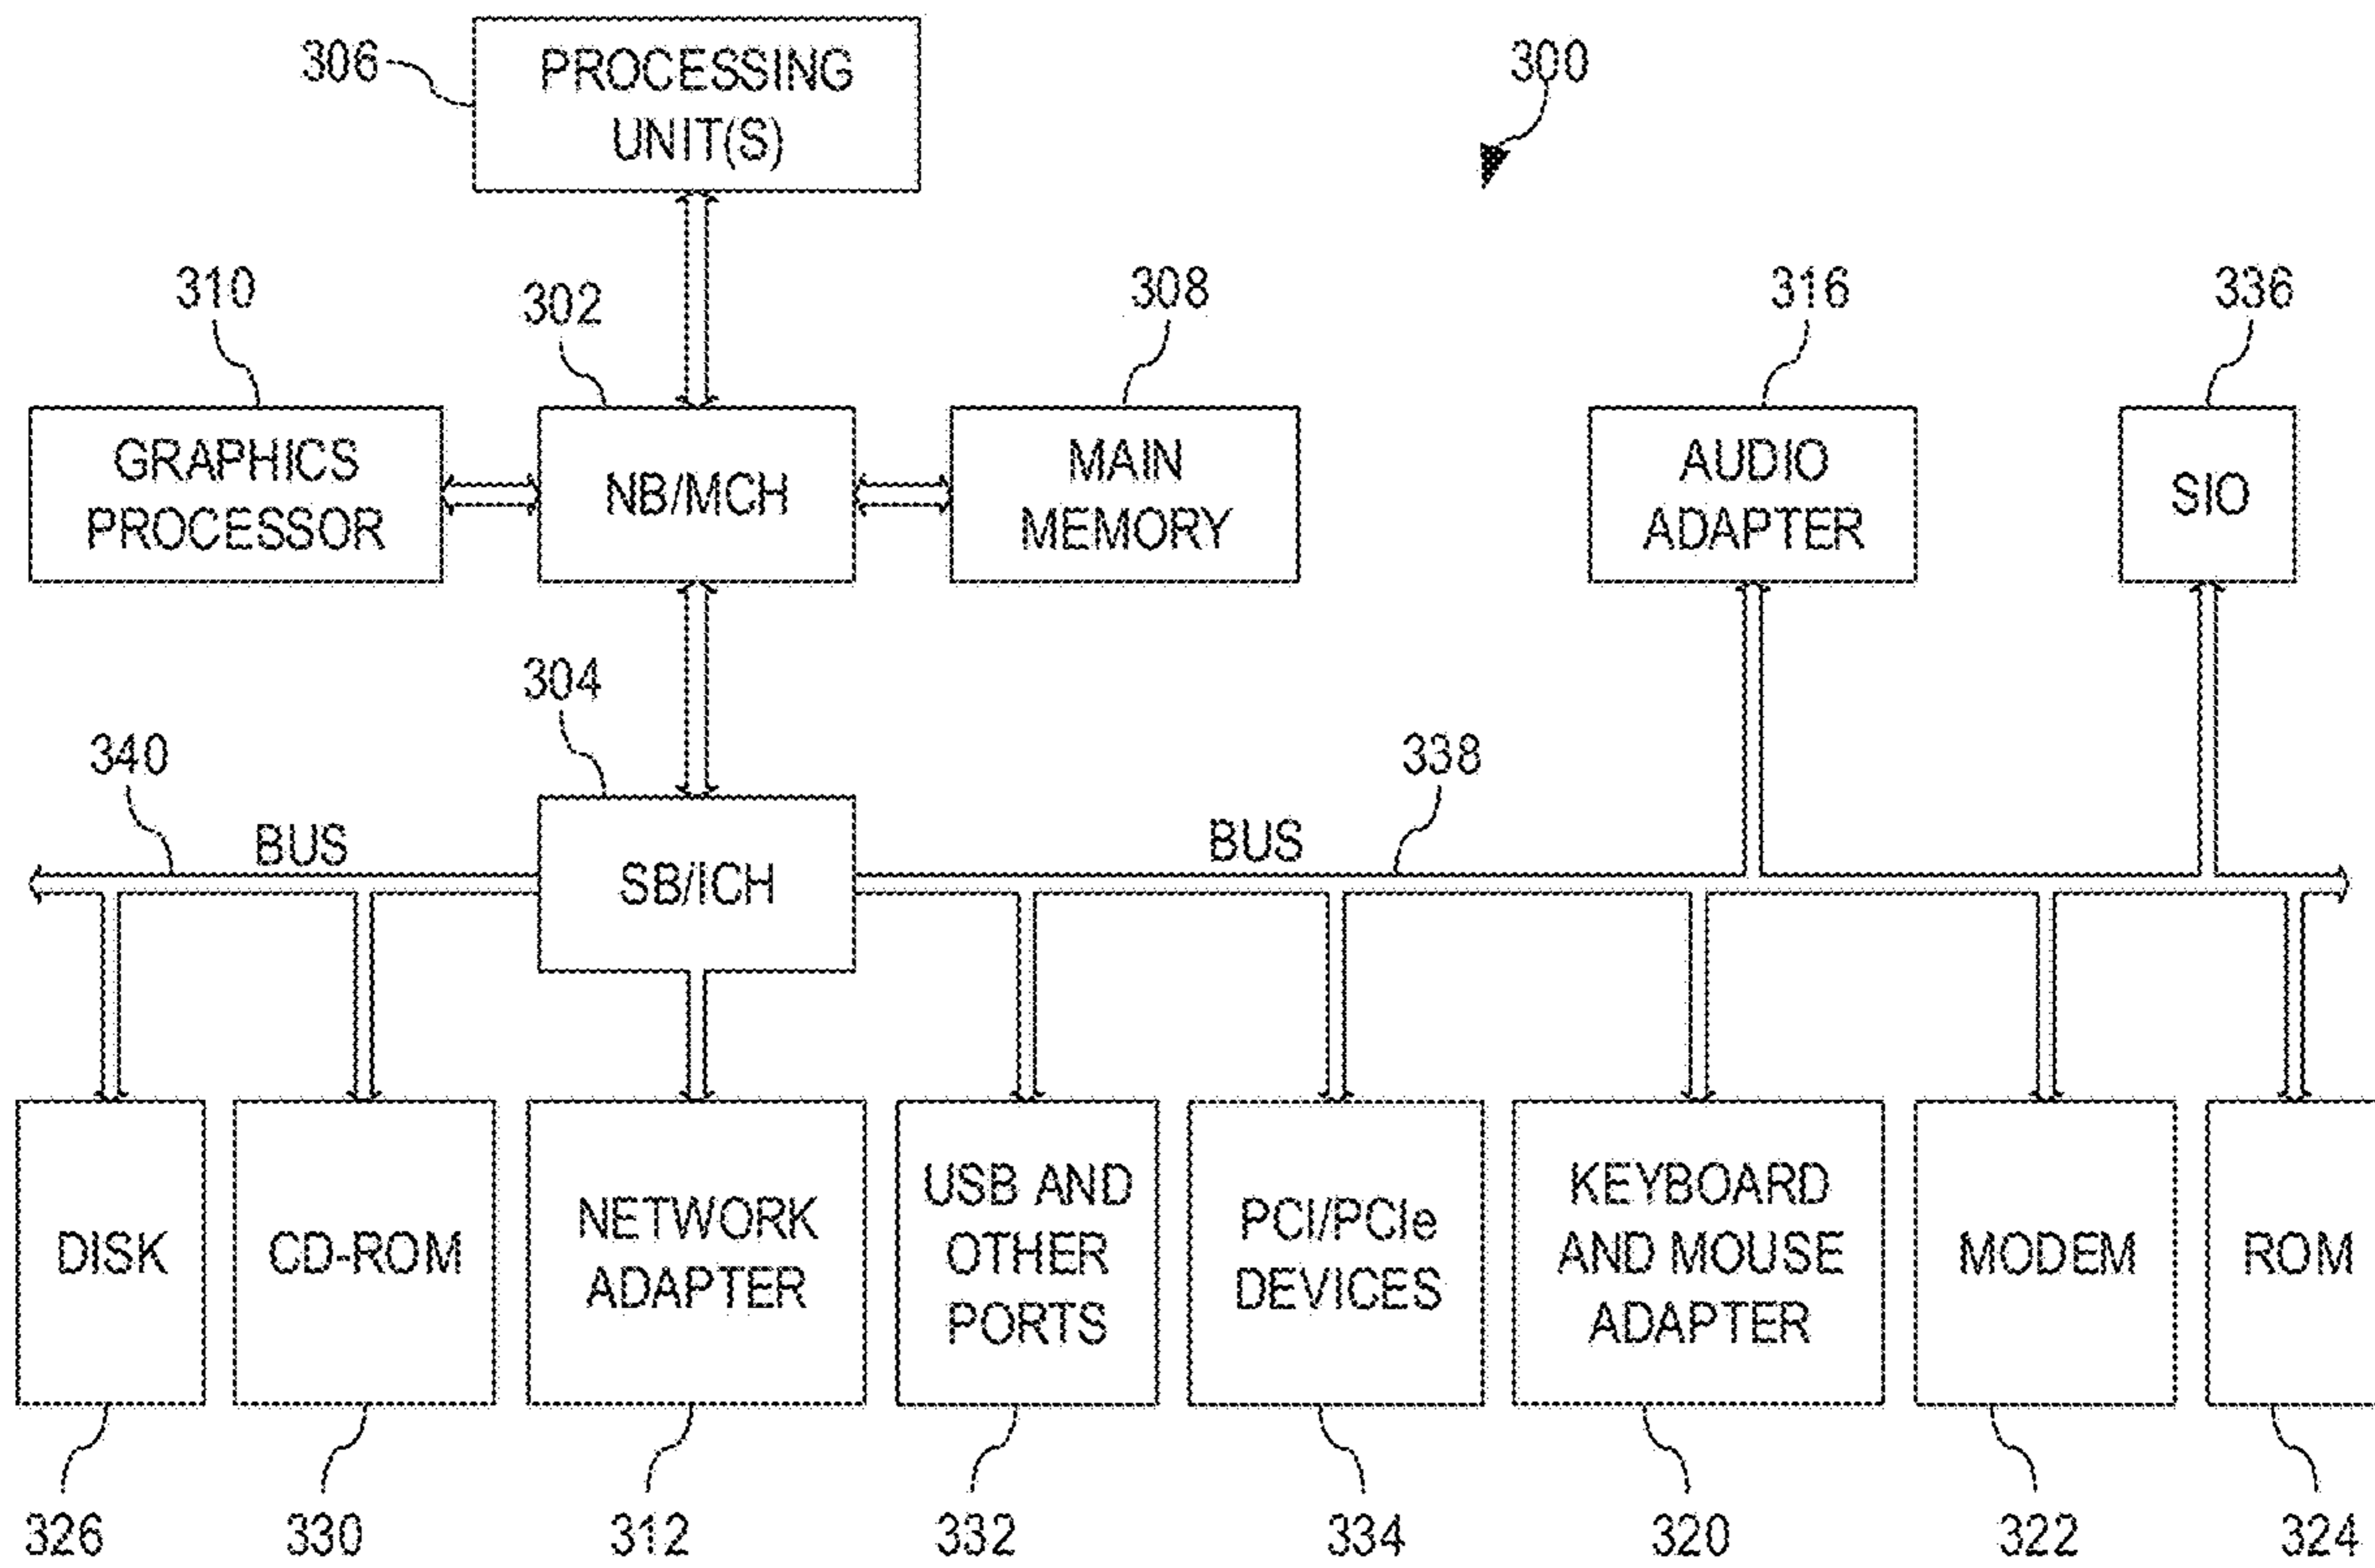 306
PROCESSING
UNIT(S)
300
310
302
308
316
336
GRAPHICS
PROCESSOR
NB/MCH
MAIN
MEMORY
AUDIO
ADAPTER
SIO
304
340
338
BUS
BUS
SB/ICH
DISK
CD-ROM
NETWORK
ADAPTER
USB AND
OTHER
PORTS
PCI/PCIe
DEVICES
KEYBOARD
AND MOUSE
ADAPTER
MODEM
ROM
326
330
312
332
334
320
322
324